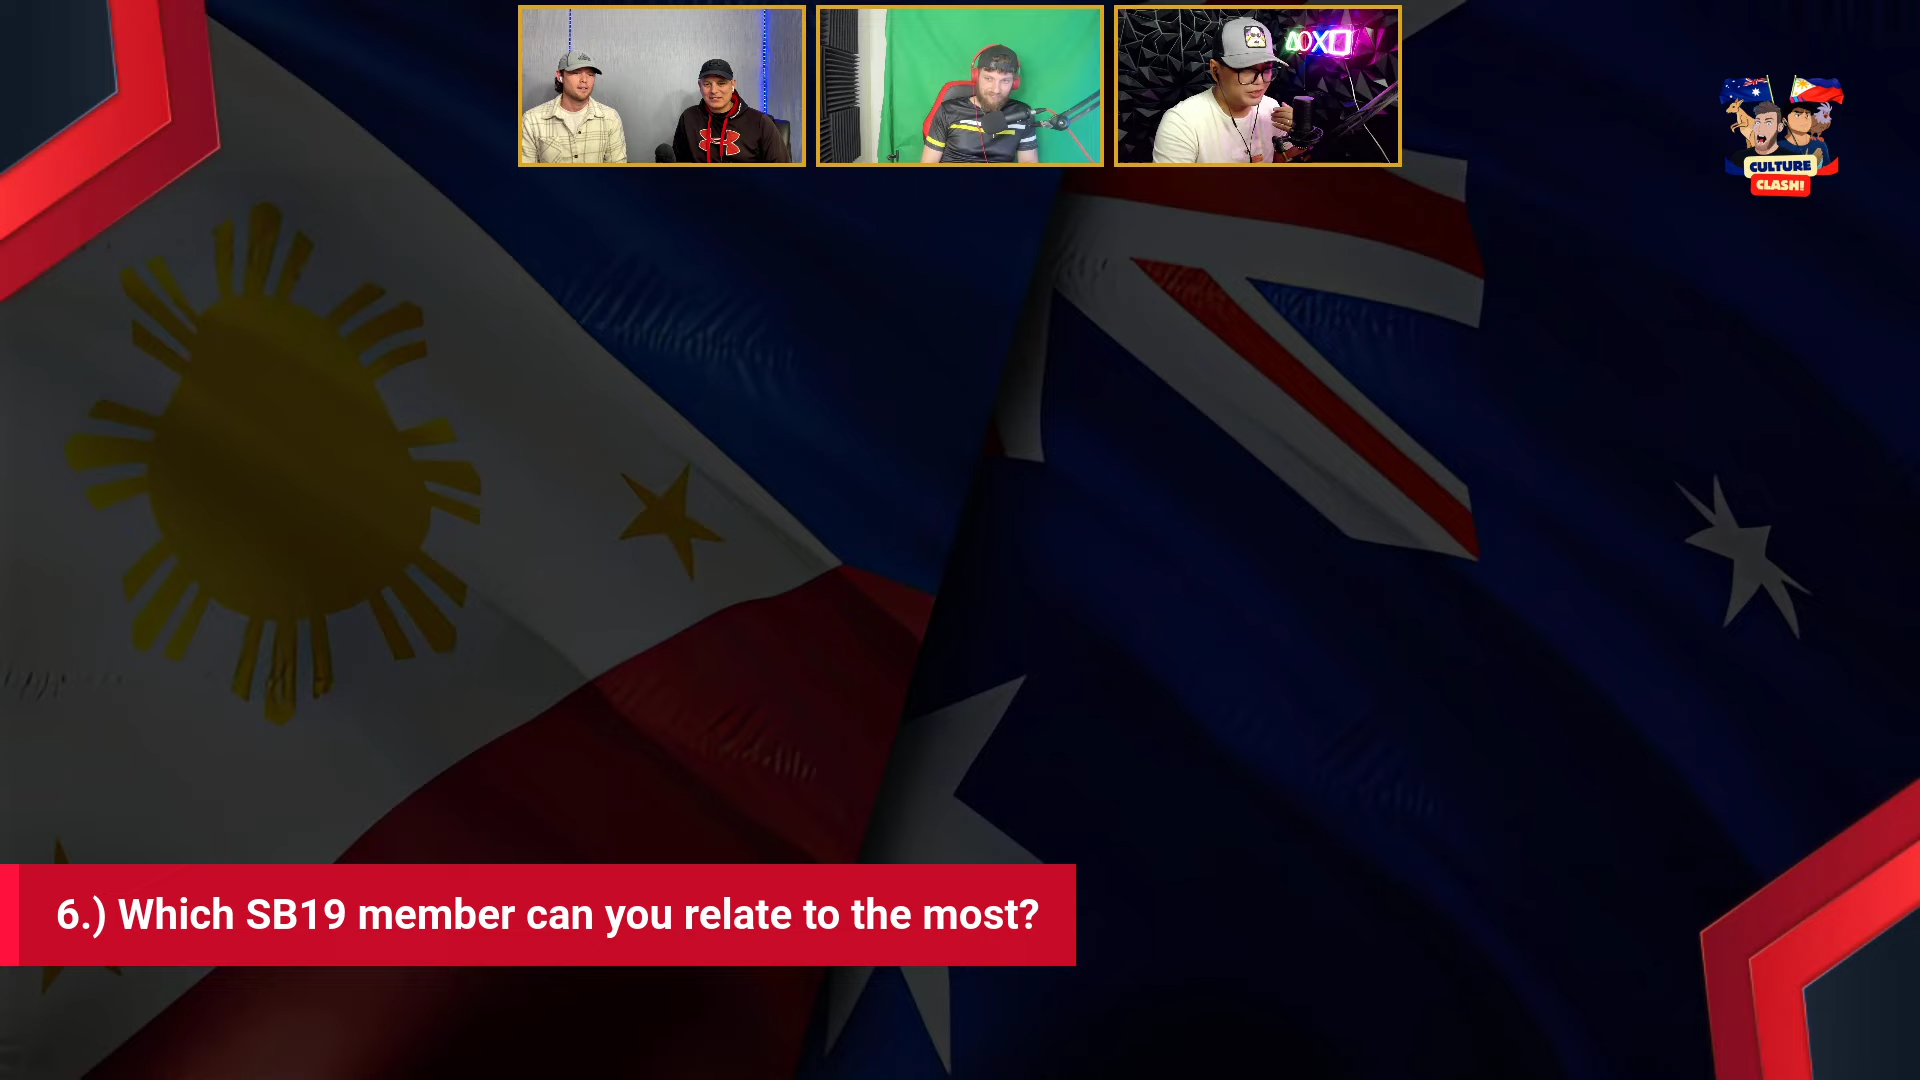 CULTURE
CLASH!
6.) Which SB19 member can you relate to the most?